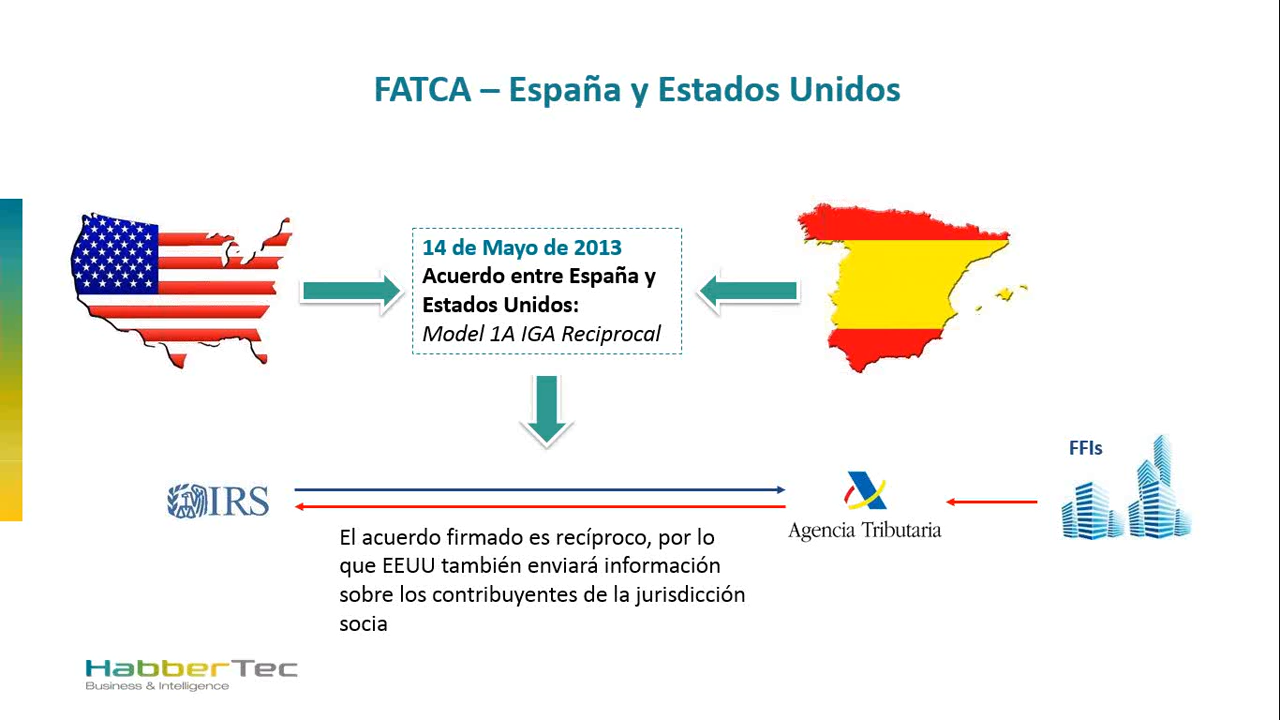 FATCA – España y Estados Unidos
14 de Mayo de 2013
Acuerdo entre España y
Estados Unidos:
Model 1A IGA Reciprocal
FFIs
IRS
Agencia Tributaria
El acuerdo firmado es recíproco, por lo
que EEUU también enviará información
sobre los contribuyentes de la jurisdicción
socia
HabberTec
Business & Intelligence